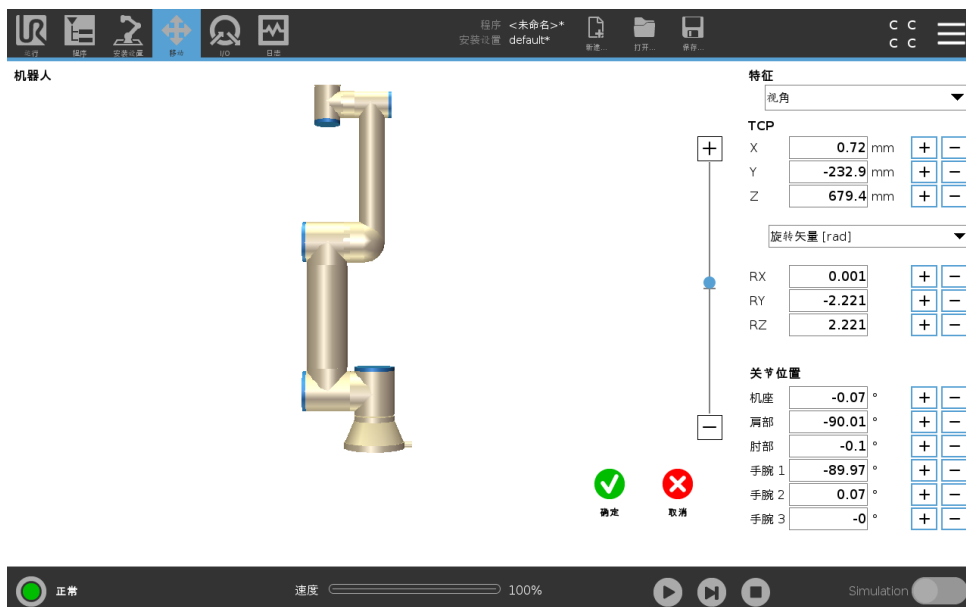 UR
运行
程序
安装设置
移动
I/O
日志
程序 <未命名>*
安装设置 default*
新建...
打开...
保存...
C C
C C
机器人
特征
视角
TCP
X 0.72 mm + −
Y -232.9 mm + −
Z 679.4 mm + −
旋转矢量 [rad]
RX 0.001 + −
RY -2.221 + −
RZ 2.221 + −
关节位置
机座 -0.07 ° + −
肩部 -90.01 ° + −
肘部 -0.1 ° + −
手腕 1 -89.97 ° + −
手腕 2 0.07 ° + −
手腕 3 -0 ° + −
+
−
确定
取消
正常
速度
100%
Simulation